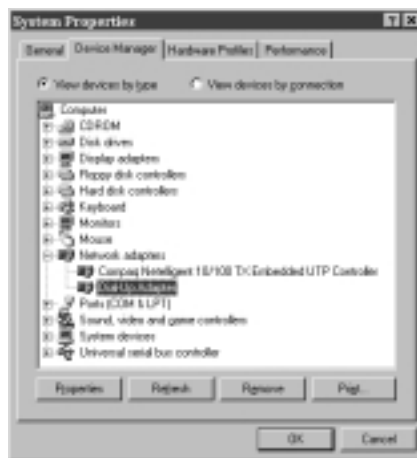 System Properties
General Device Manager Hardware Profiles Performance
View devices by type View devices by connection
Computer
CDROM
Disk drives
Display adapters
Floppy disk controllers
Hard disk controllers
Keyboard
Monitors
Mouse
Network adapters
Compaq Netelligent 10/100 TX Embedded UTP Controller
Dial-Up Adapter
Ports (COM & LPT)
Sound, video and game controllers
System devices
Universal serial bus controller
Properties Refresh Remove Print...
OK Cancel